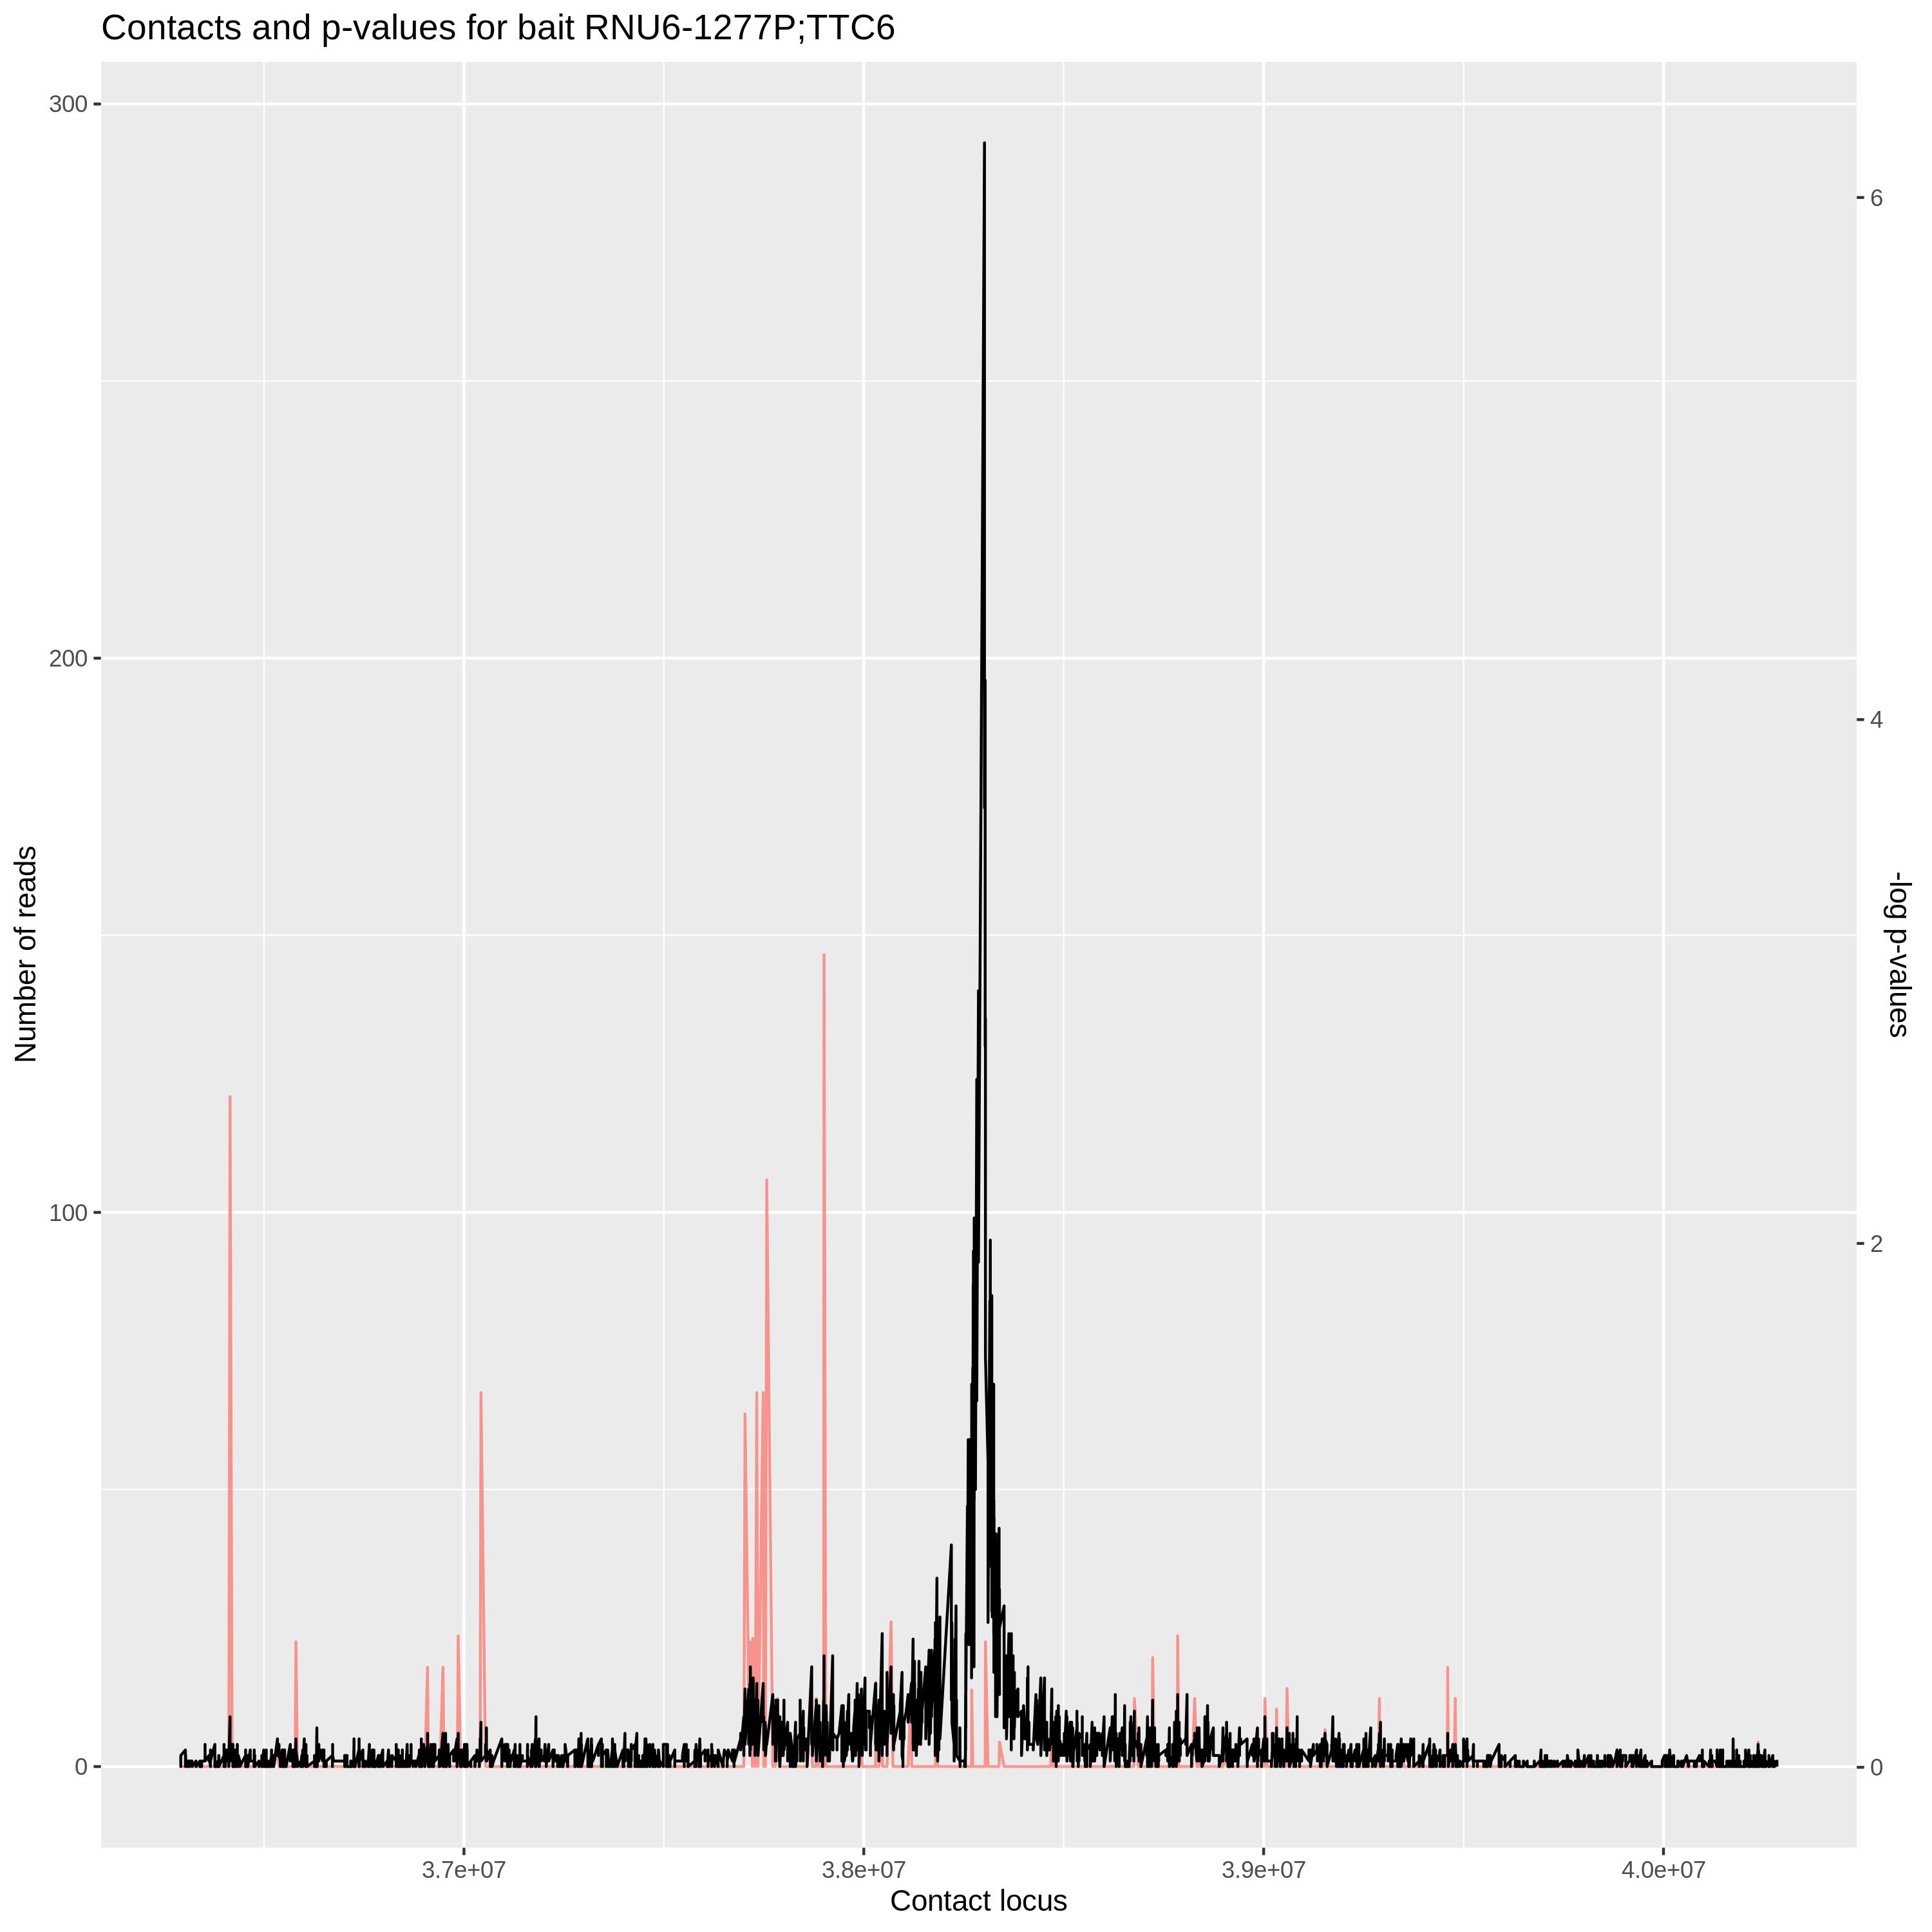 Contacts and p-values for bait RNU6-1277P;TTC6
300
200
100
0
Number of reads
6
4
2
0
-log p-values
3.7e+07
3.8e+07
3.9e+07
4.0e+07
Contact locus